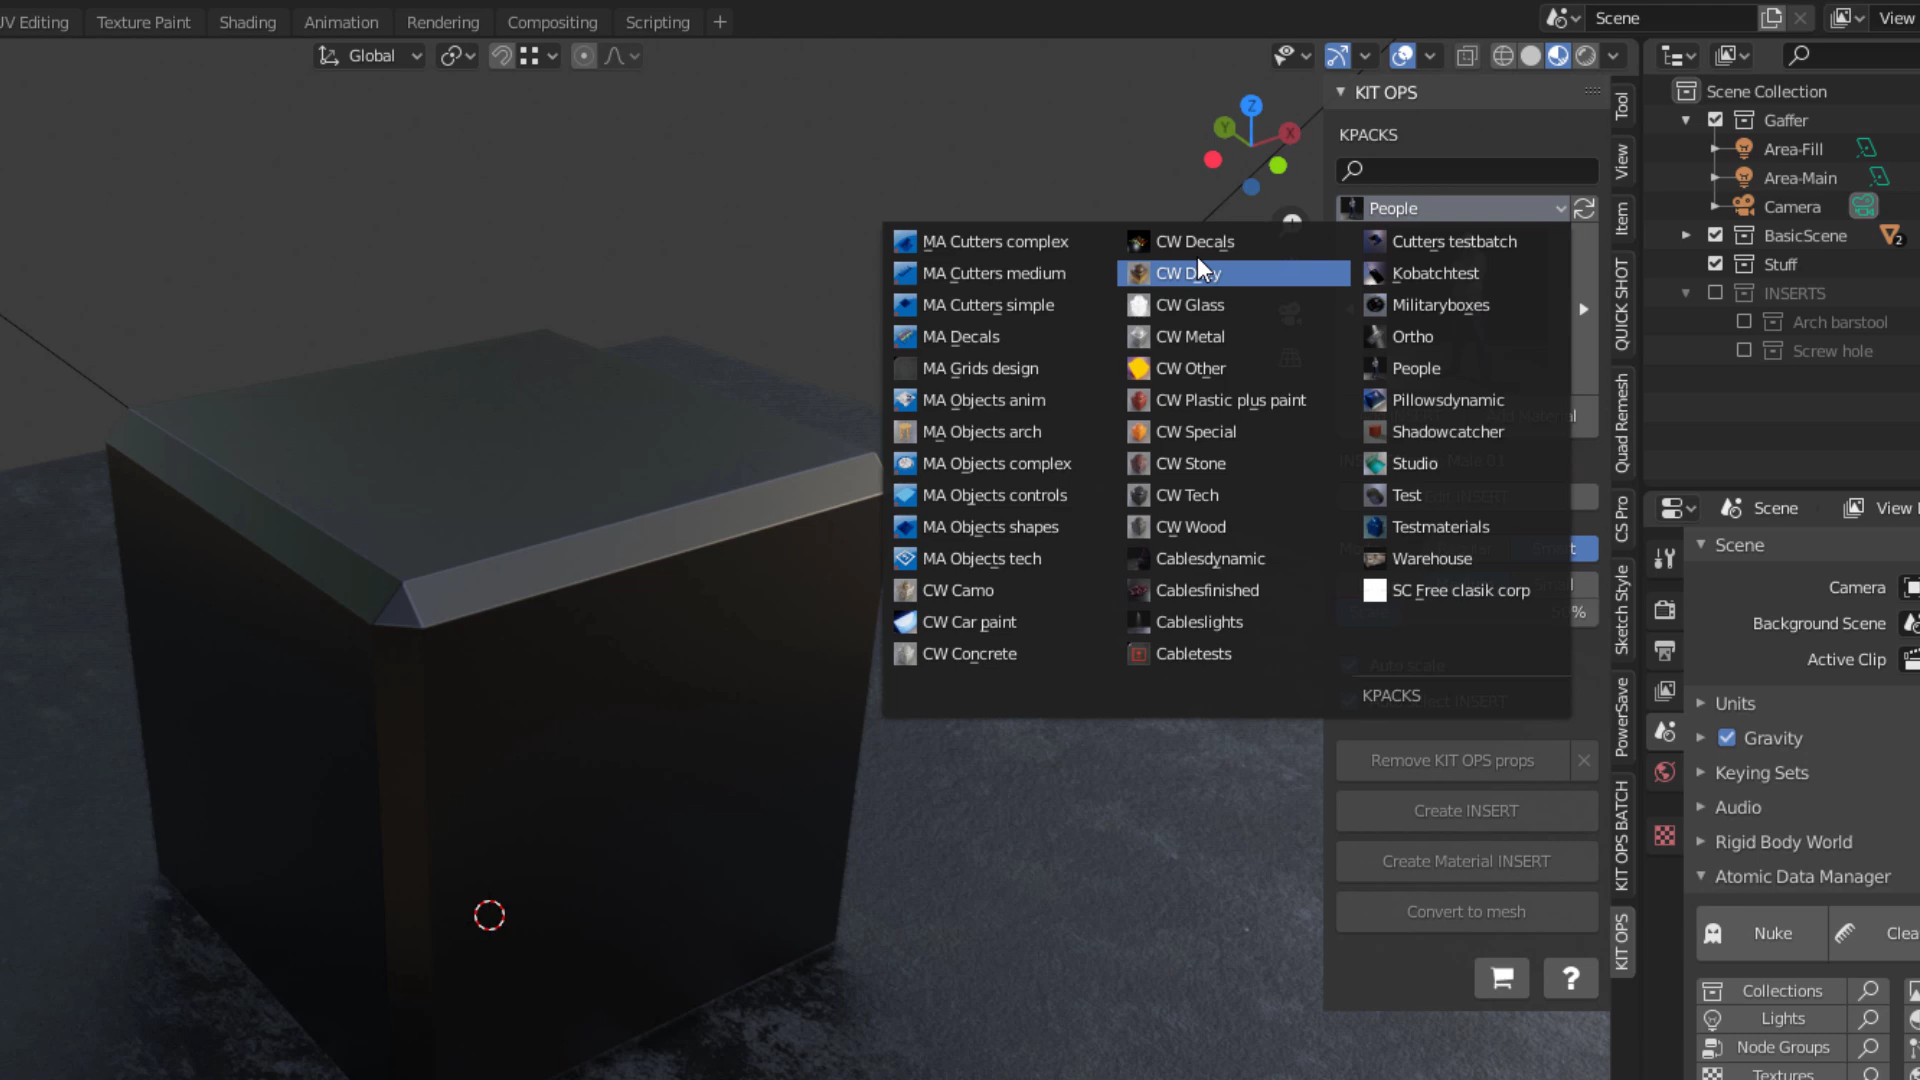 UV Editing Texture Paint Shading Animation Rendering Compositing Scripting +
Scene View
Global
KIT OPS
KPACKS
People
MA Cutters complex
MA Cutters medium
MA Cutters simple
MA Decals
MA Grids design
MA Objects anim
MA Objects arch
MA Objects complex
MA Objects controls
MA Objects shapes
MA Objects tech
CW Camo
CW Car paint
CW Concrete
CW Decals
CW
CW Glass
CW Metal
CW Other
CW Plastic plus paint
CW Special
CW Stone
CW Tech
CW Wood
Cablesdynamic
Cablesfinished
Cableslights
Cabletests
Cutters testbatch
Kobatchtest
Militaryboxes
Ortho
People
Pillowsdynamic
Shadowcatcher
Studio
Test
Testmaterials
Warehouse
SC Free clasik corp
KPACKS
Auto scale
Remove KIT OPS props
Create INSERT
Create Material INSERT
Convert to mesh
?
Z
Y
X
Tool
View
Item
QUICK SHOT
Quad Remesh
CS Pro
Sketch Style
PowerSave
KIT OPS BATCH
KIT OPS
Scene Collection
Gaffer
Area-Fill
Area-Main
Camera
BasicScene 2
Stuff
INSERTS
Arch barstool
Screw hole
Scene View
Scene
Camera
Background Scene
Active Clip
Units
Gravity
Keying Sets
Audio
Rigid Body World
Atomic Data Manager
Nuke Clea
Collections
Lights
Node Groups
Textures